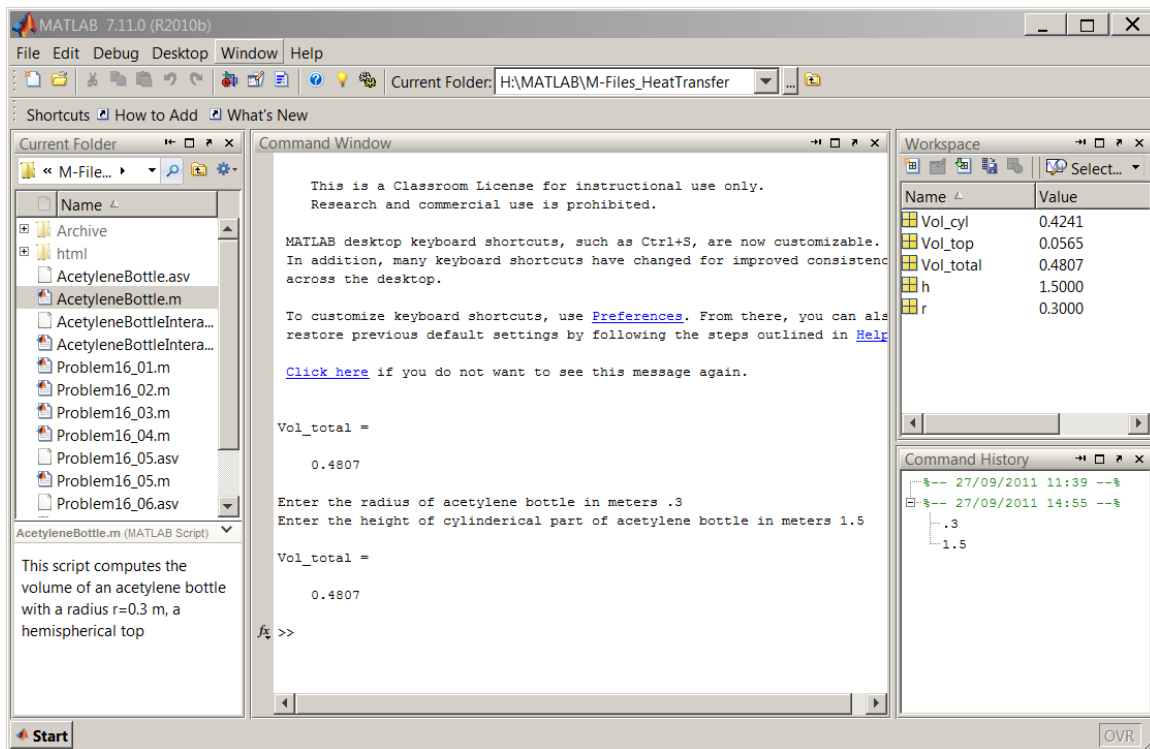 MATLAB 7.11.0 (R2010b)
File Edit Debug Desktop Window Help
Current Folder: H:\MATLAB\M-Files_HeatTransfer ...
Shortcuts How to Add What's New
Current Folder
« M-File...
Name
Archive
html
AcetyleneBottle.asv
AcetyleneBottle.m
AcetyleneBottleIntera...
AcetyleneBottleIntera...
Problem16_01.m
Problem16_02.m
Problem16_03.m
Problem16_04.m
Problem16_05.asv
Problem16_05.m
Problem16_06.asv
AcetyleneBottle.m (MATLAB Script)
This script computes the
volume of an acetylene bottle
with a radius r=0.3 m, a
hemispherical top
Command Window
This is a Classroom License for instructional use only.
Research and commercial use is prohibited.
MATLAB desktop keyboard shortcuts, such as Ctrl+S, are now customizable.
In addition, many keyboard shortcuts have changed for improved consistenc
across the desktop.
To customize keyboard shortcuts, use Preferences. From there, you can als
restore previous default settings by following the steps outlined in Help
Click here if you do not want to see this message again.
Vol_total =
0.4807
Enter the radius of acetylene bottle in meters .3
Enter the height of cylinderical part of acetylene bottle in meters 1.5
Vol_total =
0.4807
fx >>
Workspace
Select...
Name Value
Vol_cyl 0.4241
Vol_top 0.0565
Vol_total 0.4807
h 1.5000
r 0.3000
Command History
%-- 27/09/2011 11:39 --%
%-- 27/09/2011 14:55 --%
.3
1.5
Start
OVR